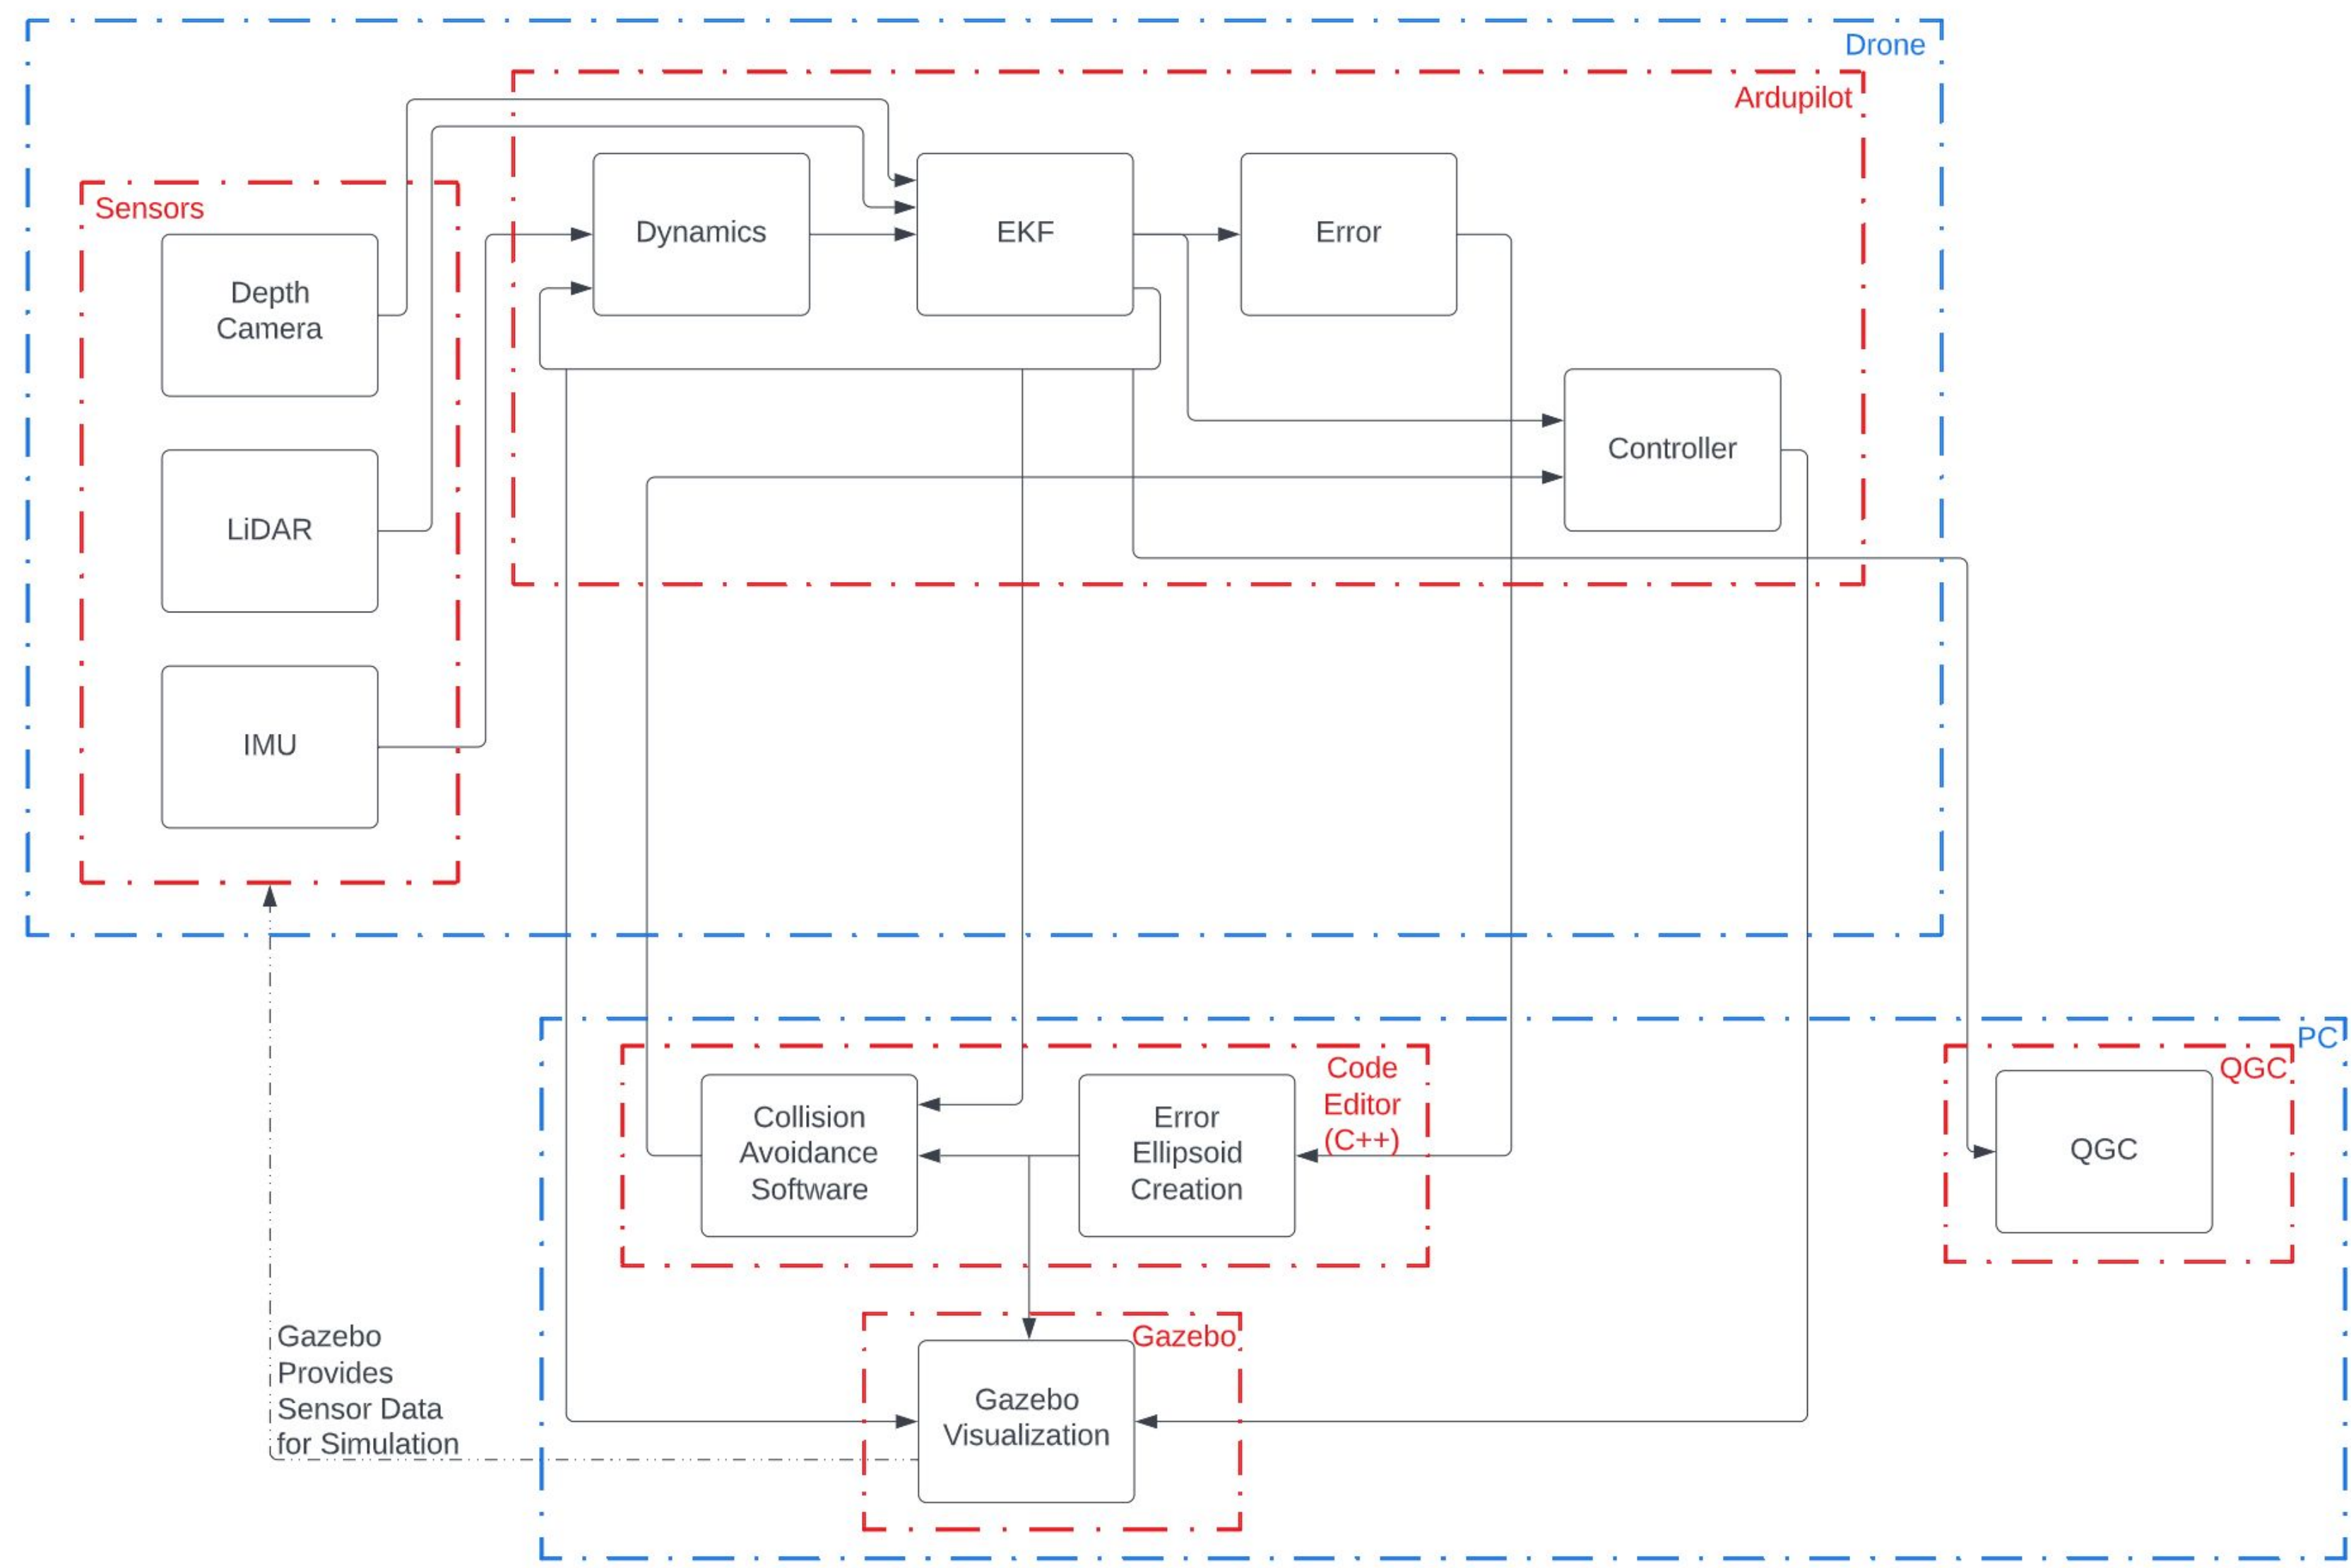 Drone
Ardupilot
Sensors
Dynamics
EKF
Error
Depth
Camera
Controller
LiDAR
IMU
PC
Code
Editor
(C++)
QGC
Collision
Avoidance
Software
Error
Ellipsoid
Creation
QGC
Gazebo
Provides
Sensor Data
for Simulation
Gazebo
Gazebo
Visualization